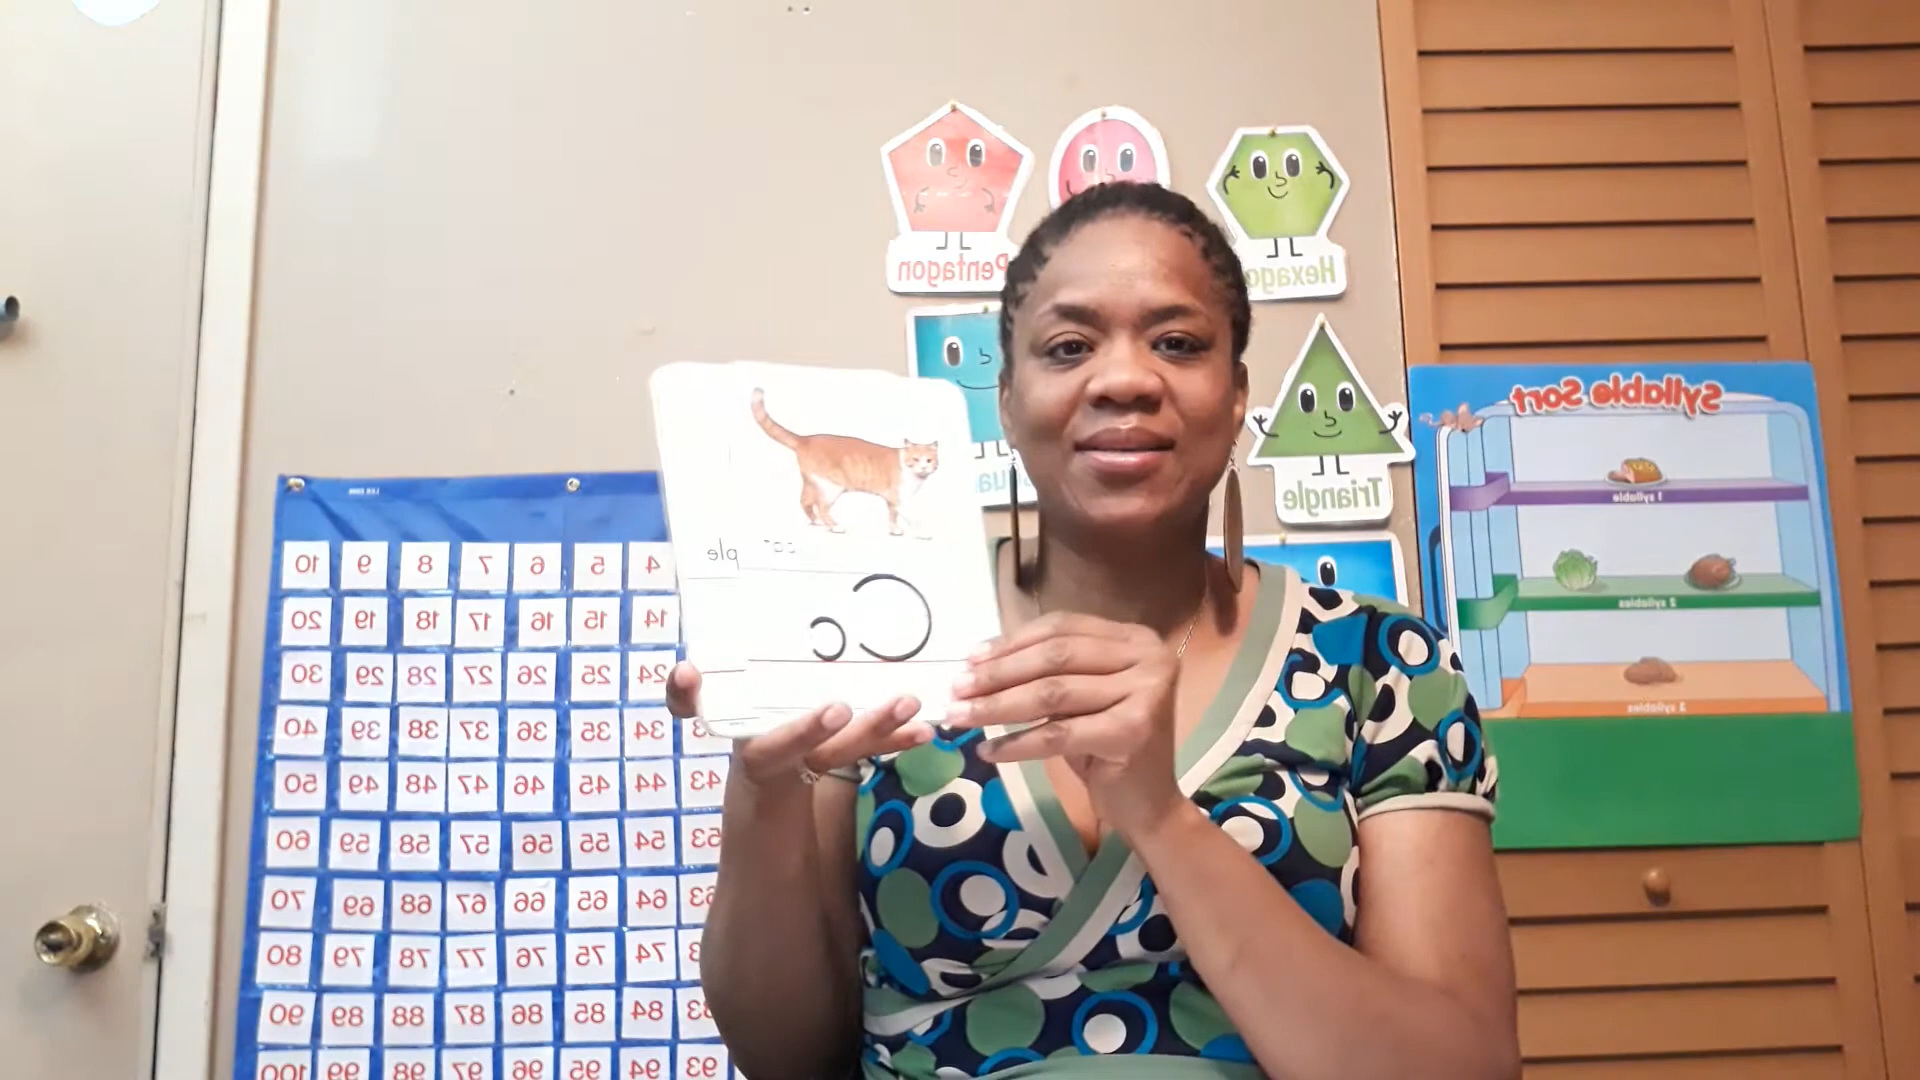 Pentagon
Hexago
Triangle
Syllable Sort
1 syllable
2 syllables
3 syllables
ple
Cc
4 5 6 7 8 9 10
14 15 16 17 18 19 20
24 25 26 27 28 29 30
34 35 36 37 38 39 40
43 44 45 46 47 48 49 50
53 54 55 56 57 58 59 60
63 64 65 66 67 68 69 70
74 75 76 77 78 79 80
83 84 85 86 87 88 89 90
93 94 95 96 97 98 99 100